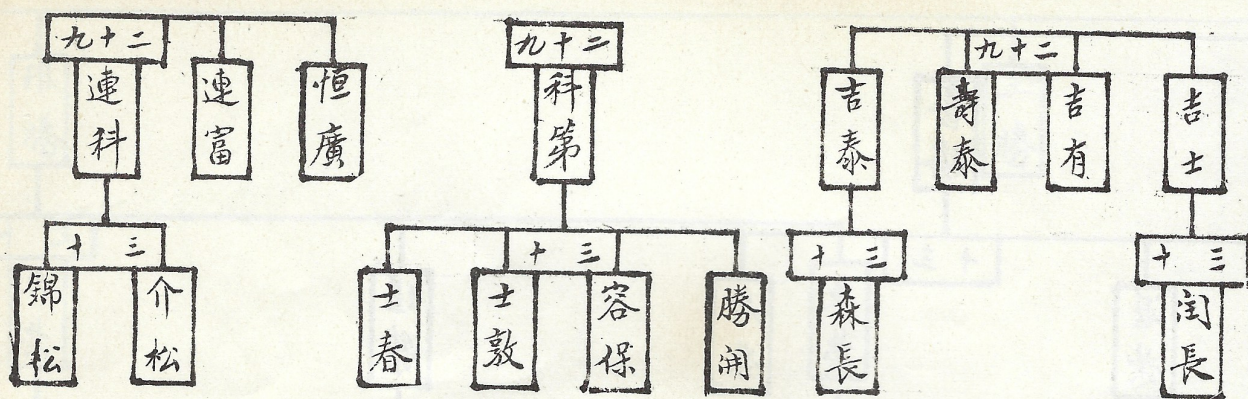 二十九
吉士
吉有
壽泰
吉泰
三十
閏長
三十
森長
二十九
科第
三十
勝開
容保
士敦
士春
二十九
恒廣
連富
連科
三十
介松
錦松